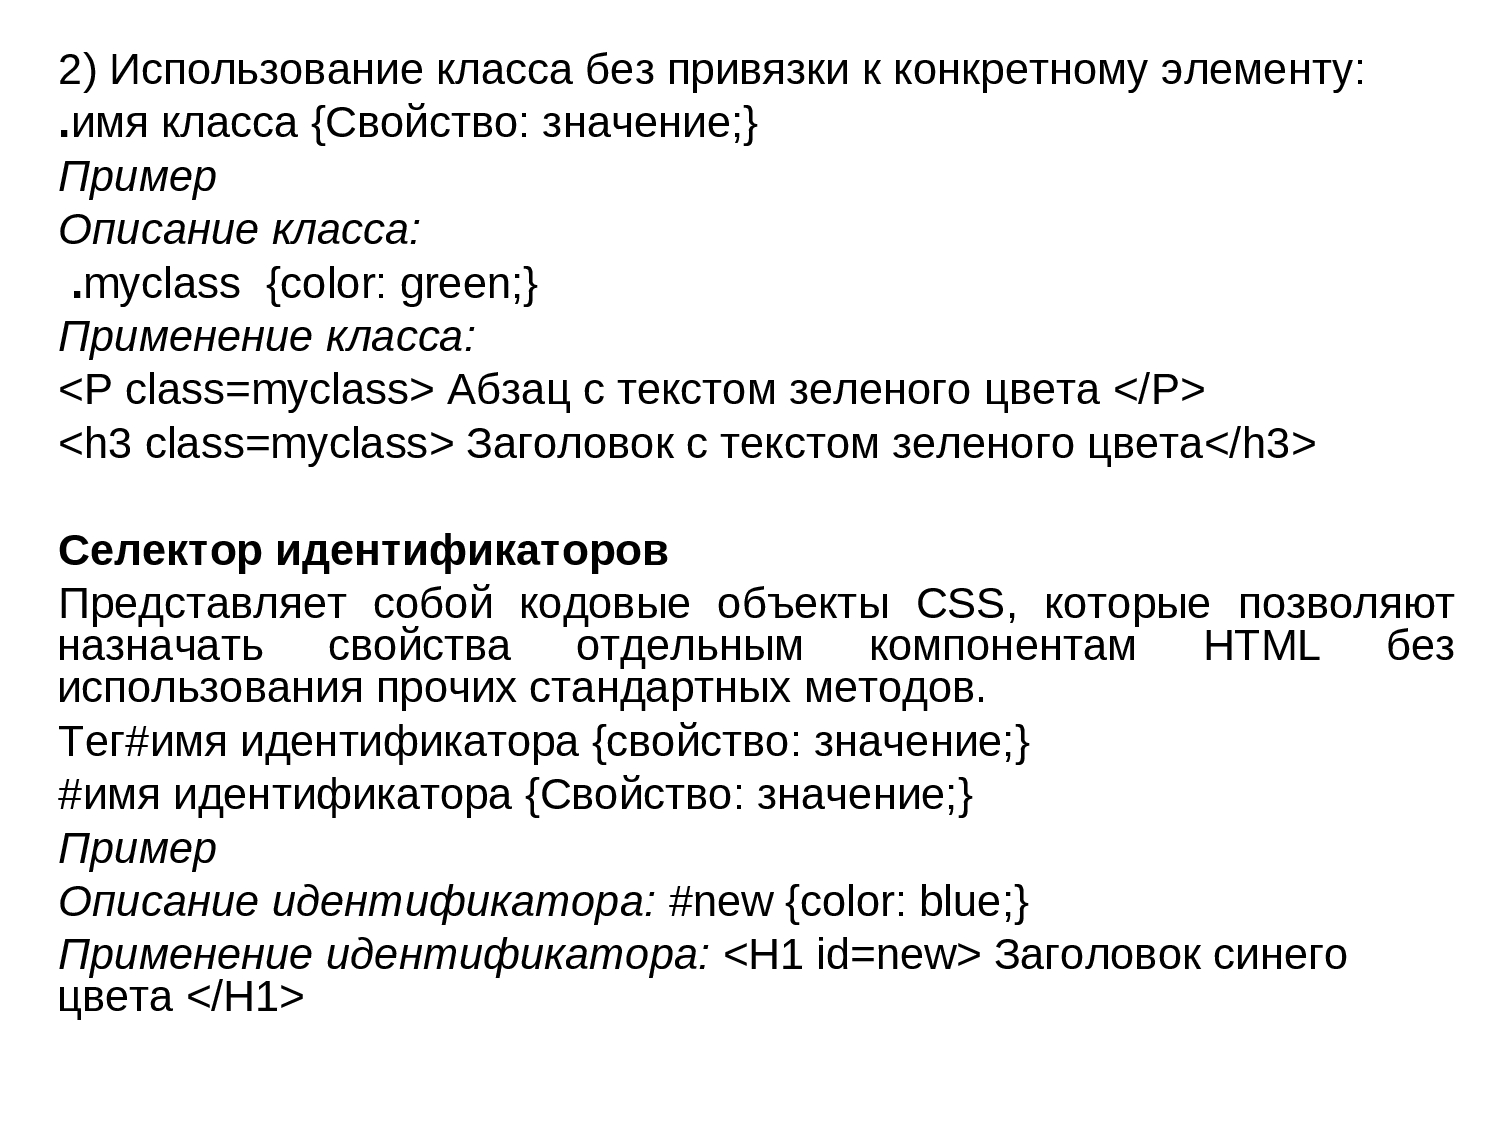 2) Использование класса без привязки к конкретному элементу:
.имя класса {Свойство: значение;}
Пример
Описание класса:
.myclass {color: green;}
Применение класса:
<P class=myclass> Абзац с текстом зеленого цвета </P>
<h3 class=myclass> Заголовок с текстом зеленого цвета</h3>
Селектор идентификаторов
Представляет собой кодовые объекты CSS, которые позволяют
назначать свойства отдельным компонентам HTML без
использования прочих стандартных методов.
Тег#имя идентификатора {свойство: значение;}
#имя идентификатора {Свойство: значение;}
Пример
Описание идентификатора: #new {color: blue;}
Применение идентификатора: <H1 id=new> Заголовок синего
цвета </H1>